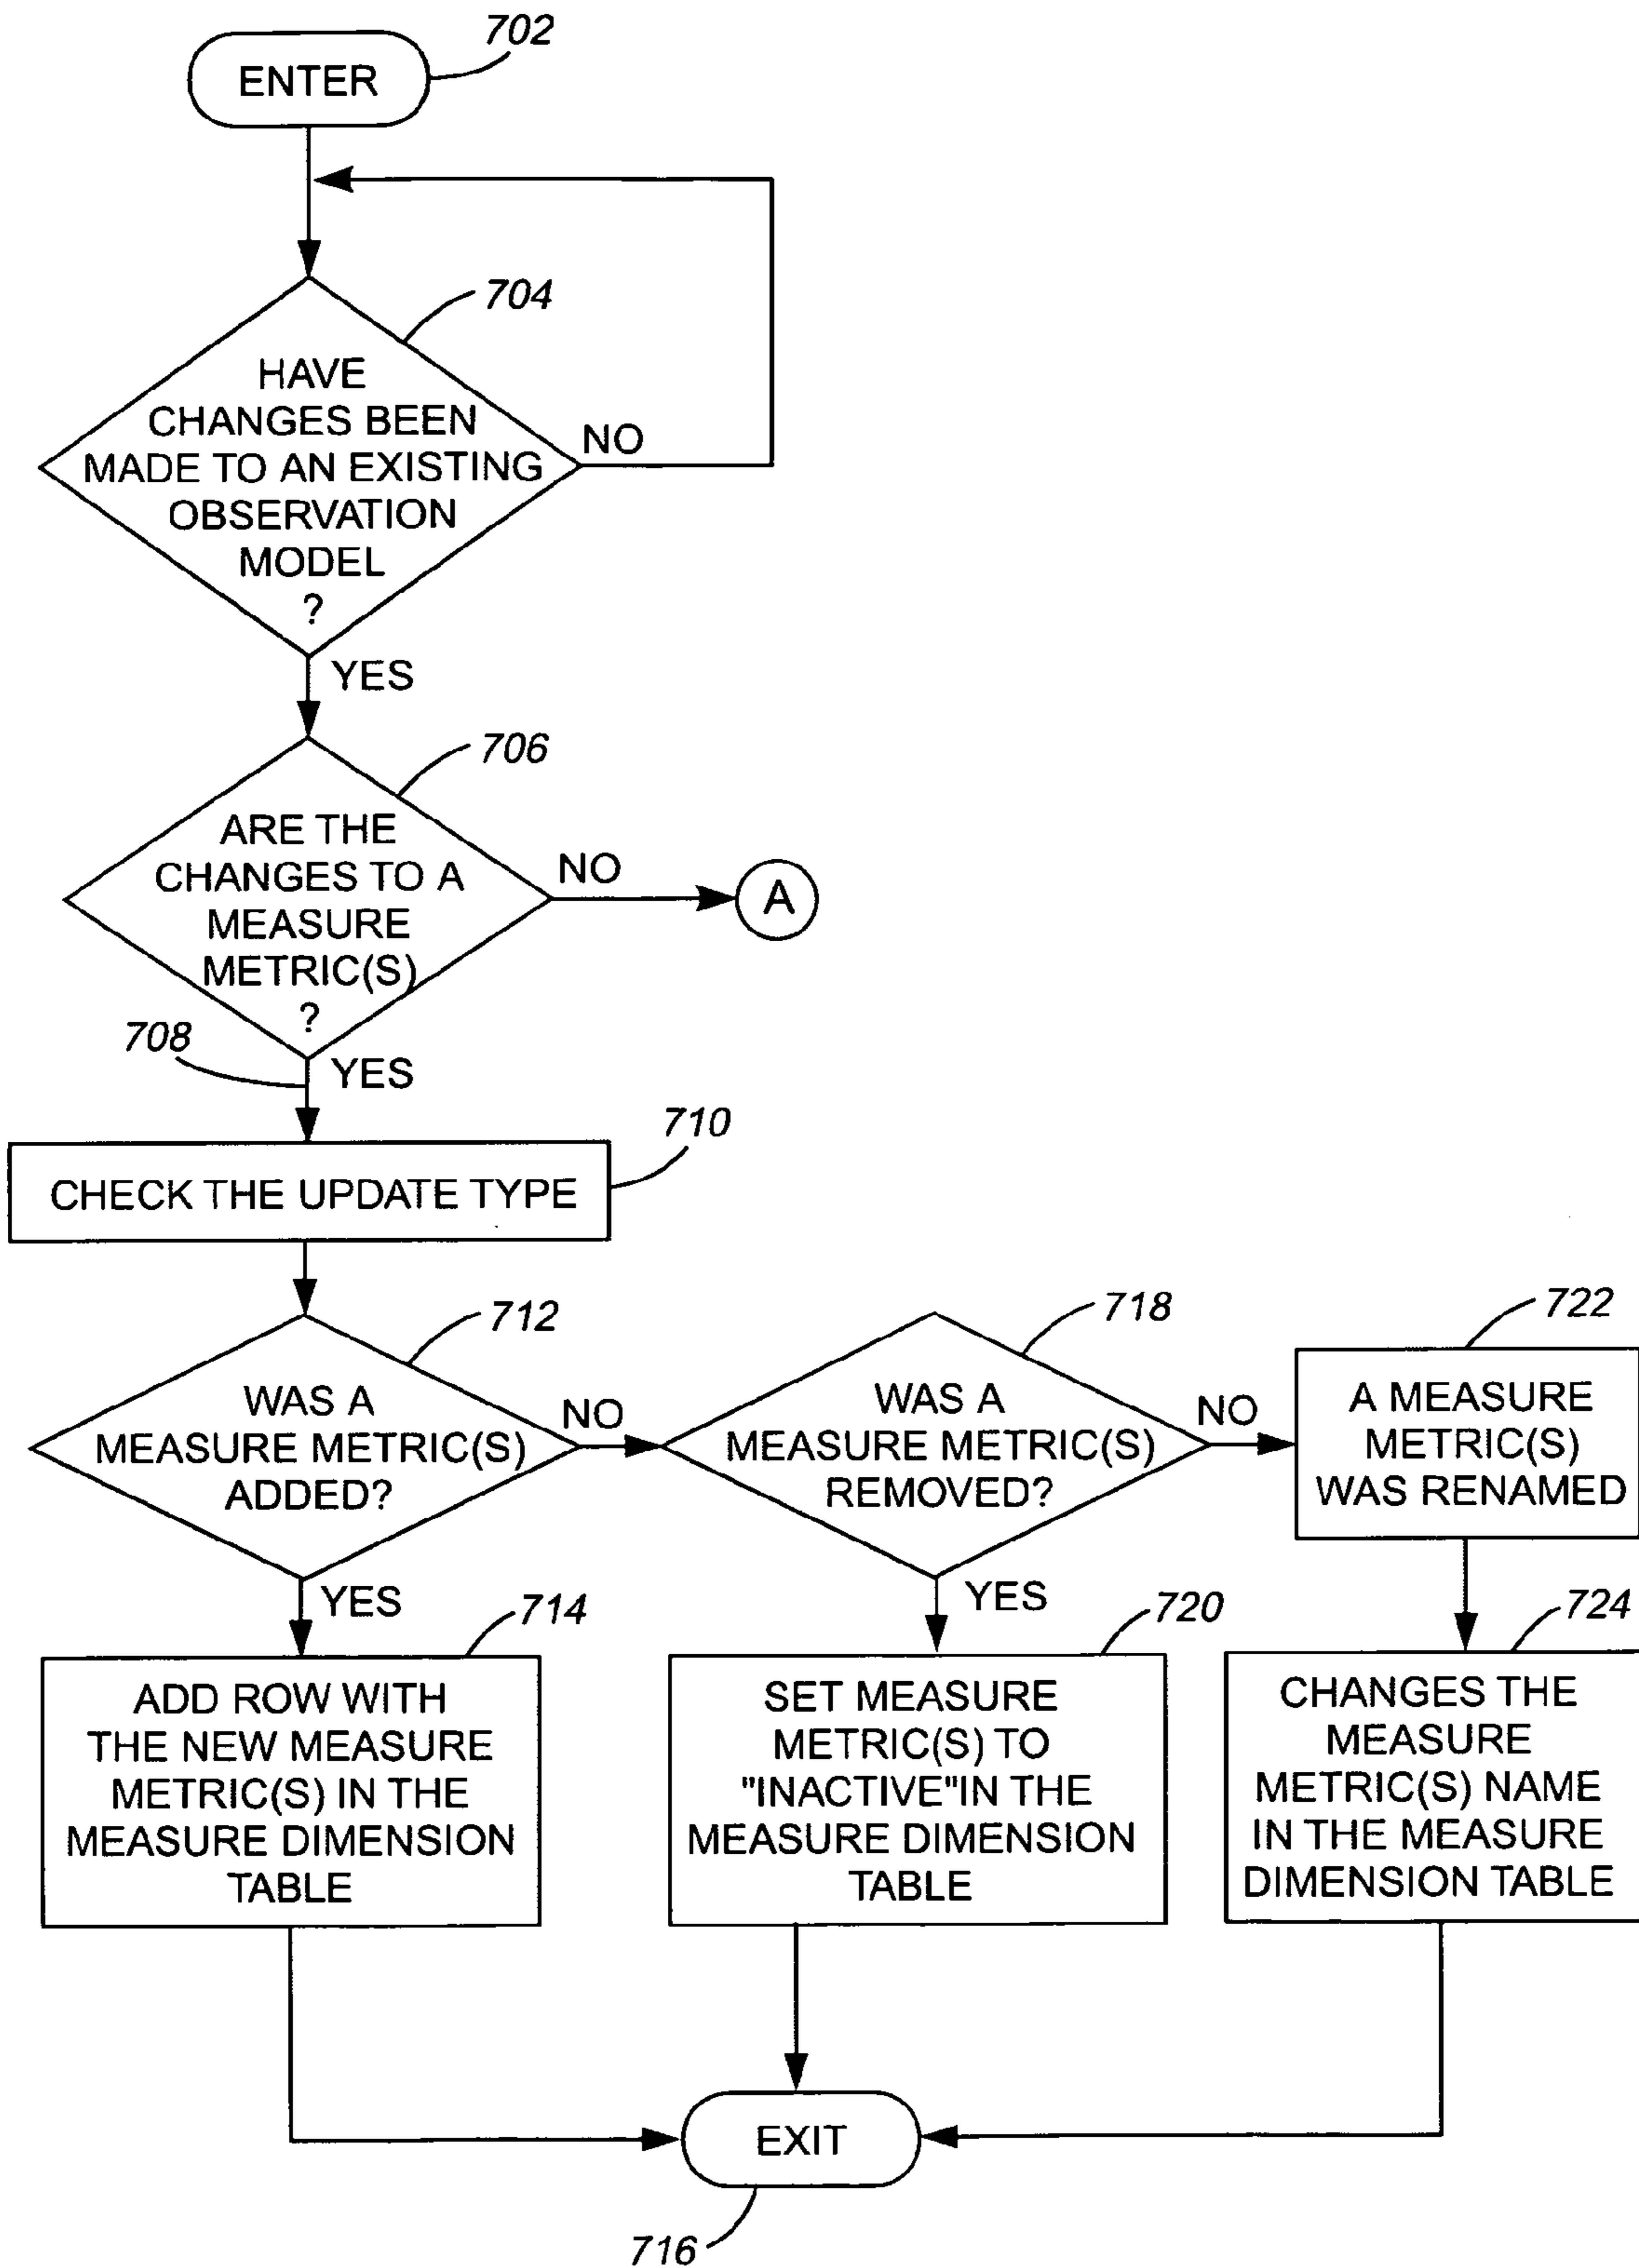 702
ENTER
704
HAVE
CHANGES BEEN
MADE TO AN EXISTING
OBSERVATION
MODEL
?
NO
YES
706
ARE THE
CHANGES TO A
MEASURE
METRIC(S)
?
NO
A
708
YES
710
CHECK THE UPDATE TYPE
712
WAS A
MEASURE METRIC(S)
ADDED?
NO
718
WAS A
MEASURE METRIC(S)
REMOVED?
NO
722
A MEASURE
METRIC(S)
WAS RENAMED
YES
714
ADD ROW WITH
THE NEW MEASURE
METRIC(S) IN THE
MEASURE DIMENSION
TABLE
YES
720
SET MEASURE
METRIC(S) TO
"INACTIVE"IN THE
MEASURE DIMENSION
TABLE
724
CHANGES THE
MEASURE
METRIC(S) NAME
IN THE MEASURE
DIMENSION TABLE
EXIT
716